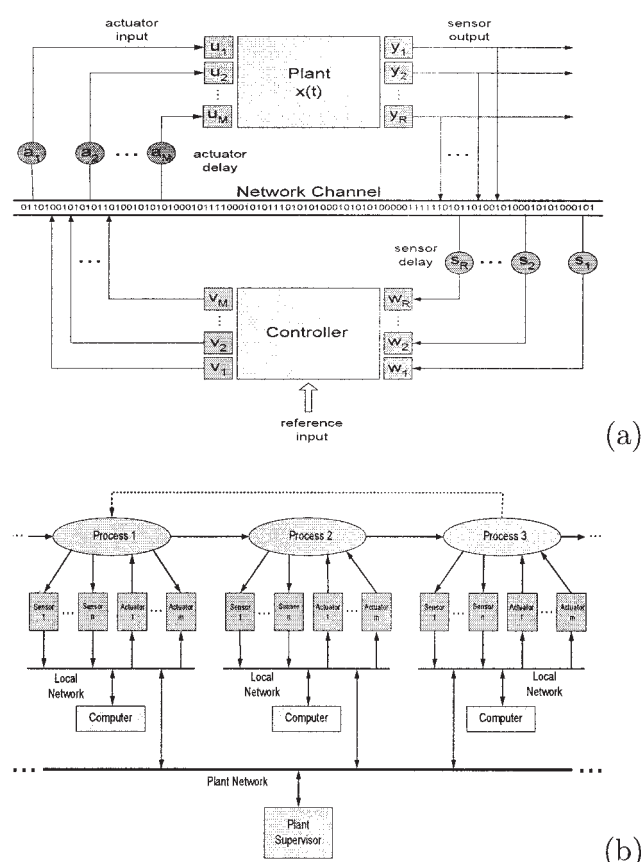 actuator input
sensor output
u1
u2
uM
Plant
x(t)
y1
y2
yR
a1
a2
aM
actuator delay
Network Channel
sensor delay
sR
s2
s1
vM
v2
v1
Controller
wR
w2
w1
reference input
(a)
Process 1
Process 2
Process 3
Sensor 1
Sensor n
Actuator 1
Actuator m
Sensor 1
Sensor n
Actuator 1
Actuator m
Sensor 1
Sensor n
Actuator 1
Actuator m
Local Network
Local Network
Local Network
Computer
Computer
Computer
Plant Network
Plant Supervisor
(b)